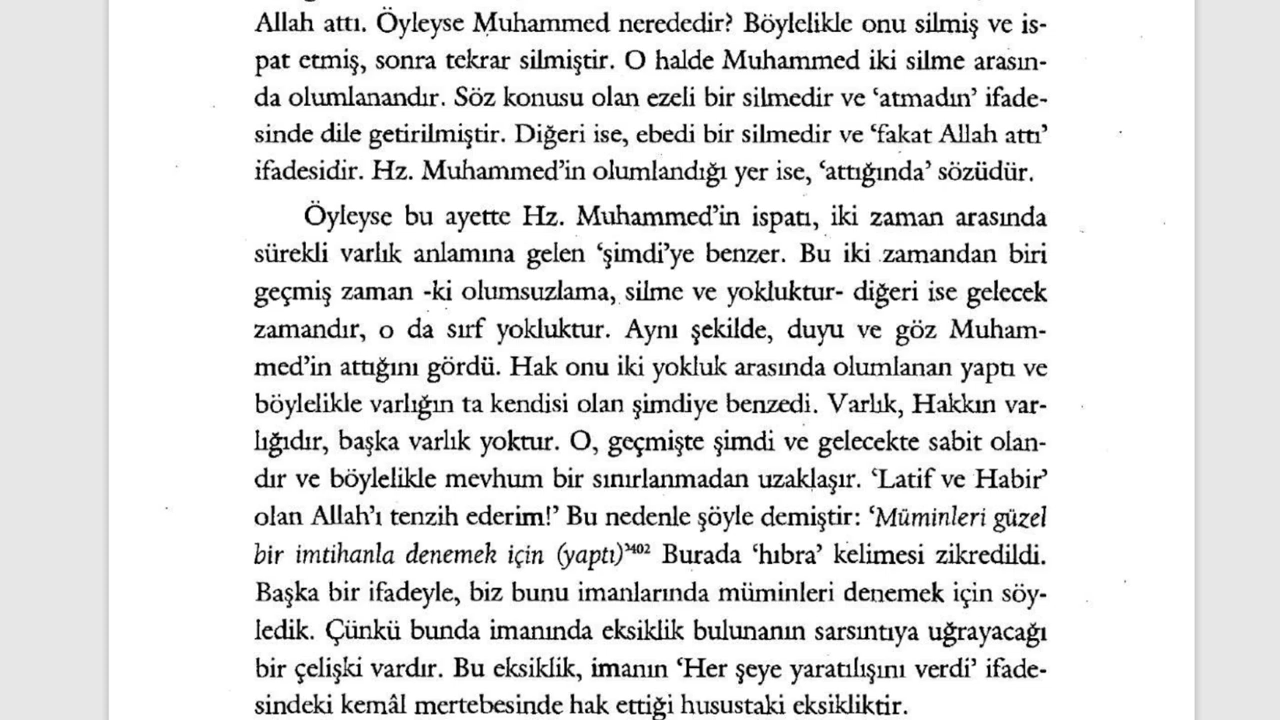 Allah attı. Öyleyse Muhammed nerededir? Böylelikle onu silmiş ve is-
pat etmiş, sonra tekrar silmiştir. O halde Muhammed iki silme arasın-
da olumlanandır. Söz konusu olan ezeli bir silmedir ve ‘atmadın’ ifade-
sinde dile getirilmiştir. Diğeri ise, ebedi bir silmedir ve ‘fakat Allah attı’
ifadesidir. Hz. Muhammed’in olumlandığı yer ise, ‘attığında’ sözüdür.
Öyleyse bu ayette Hz. Muhammed’in ispatı, iki zaman arasında
sürekli varlık anlamına gelen ‘şimdi’ye benzer. Bu iki zamandan biri
geçmiş zaman -ki olumsuzlama, silme ve yokluktur- diğeri ise gelecek
zamandır, o da sırf yokluktur. Aynı şekilde, duyu ve göz Muham-
med’in attığını gördü. Hak onu iki yokluk arasında olumlanan yaptı ve
böylelikle varlığın ta kendisi olan şimdiye benzedi. Varlık, Hakkın var-
lığıdır, başka varlık yoktur. O, geçmişte şimdi ve gelecekte sabit olan-
dır ve böylelikle mevhum bir sınırlanmadan uzaklaşır. ‘Latif ve Habir’
olan Allah’ı tenzih ederim!’ Bu nedenle şöyle demiştir: ‘Müminleri güzel
bir imtihanla denemek için (yaptı)’402 Burada ‘hıbra’ kelimesi zikredildi.
Başka bir ifadeyle, biz bunu imanlarında müminleri denemek için söy-
ledik. Çünkü bunda imanında eksiklik bulunanın sarsıntıya uğrayacağı
bir çelişki vardır. Bu eksiklik, imanın ‘Her şeye yaratılışını verdi’ ifade-
sindeki kemâl mertebesinde hak ettiği husustaki eksikliktir.